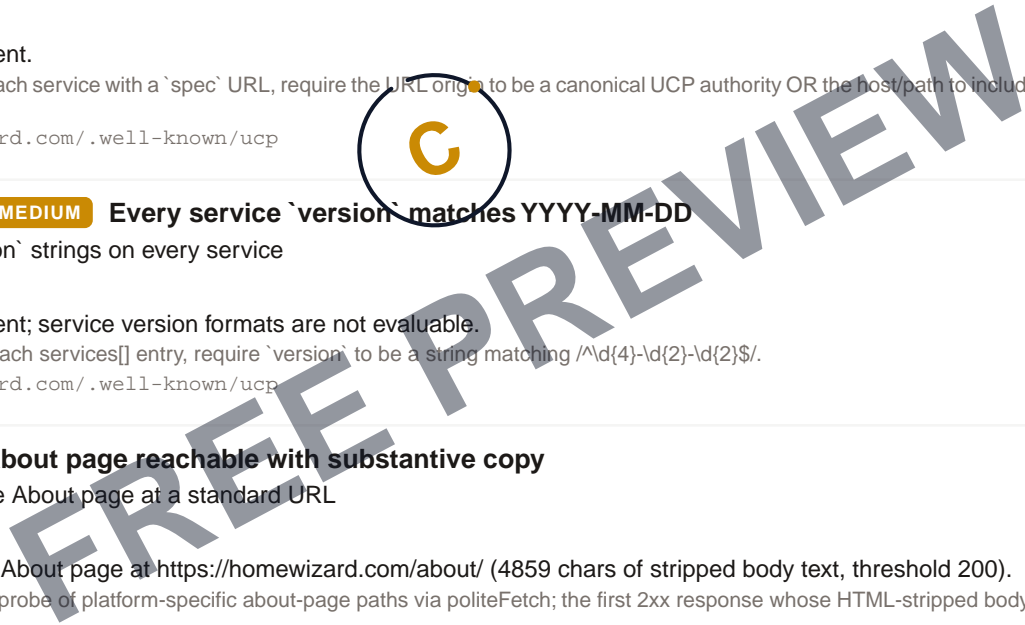 ent.
ach service with a `spec` URL, require the URL origin to be a canonical UCP authority OR the host/path to includ
rd.com/.well-known/ucp
C
MEDIUM Every service `version` matches YYYY-MM-DD
on` strings on every service
ent; service version formats are not evaluable.
ach services[] entry, require `version` to be a string matching /^\d{4}-\d{2}-\d{2}$/.
rd.com/.well-known/ucp
bout page reachable with substantive copy
e About page at a standard URL
About page at https://homewizard.com/about/ (4859 chars of stripped body text, threshold 200).
probe of platform-specific about-page paths via politeFetch; the first 2xx response whose HTML-stripped body
FREE PREVIEW